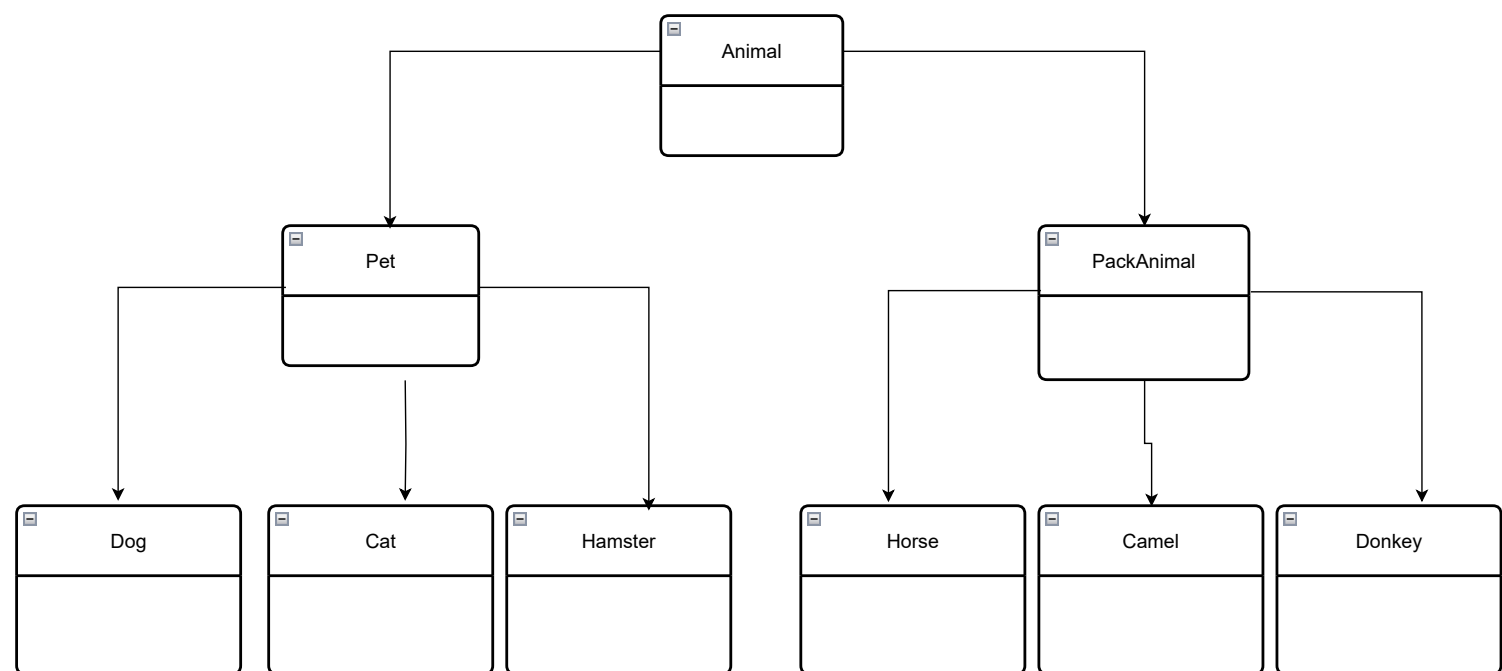 Animal
Pet
PackAnimal
Dog
Cat
Hamster
Horse
Camel
Donkey